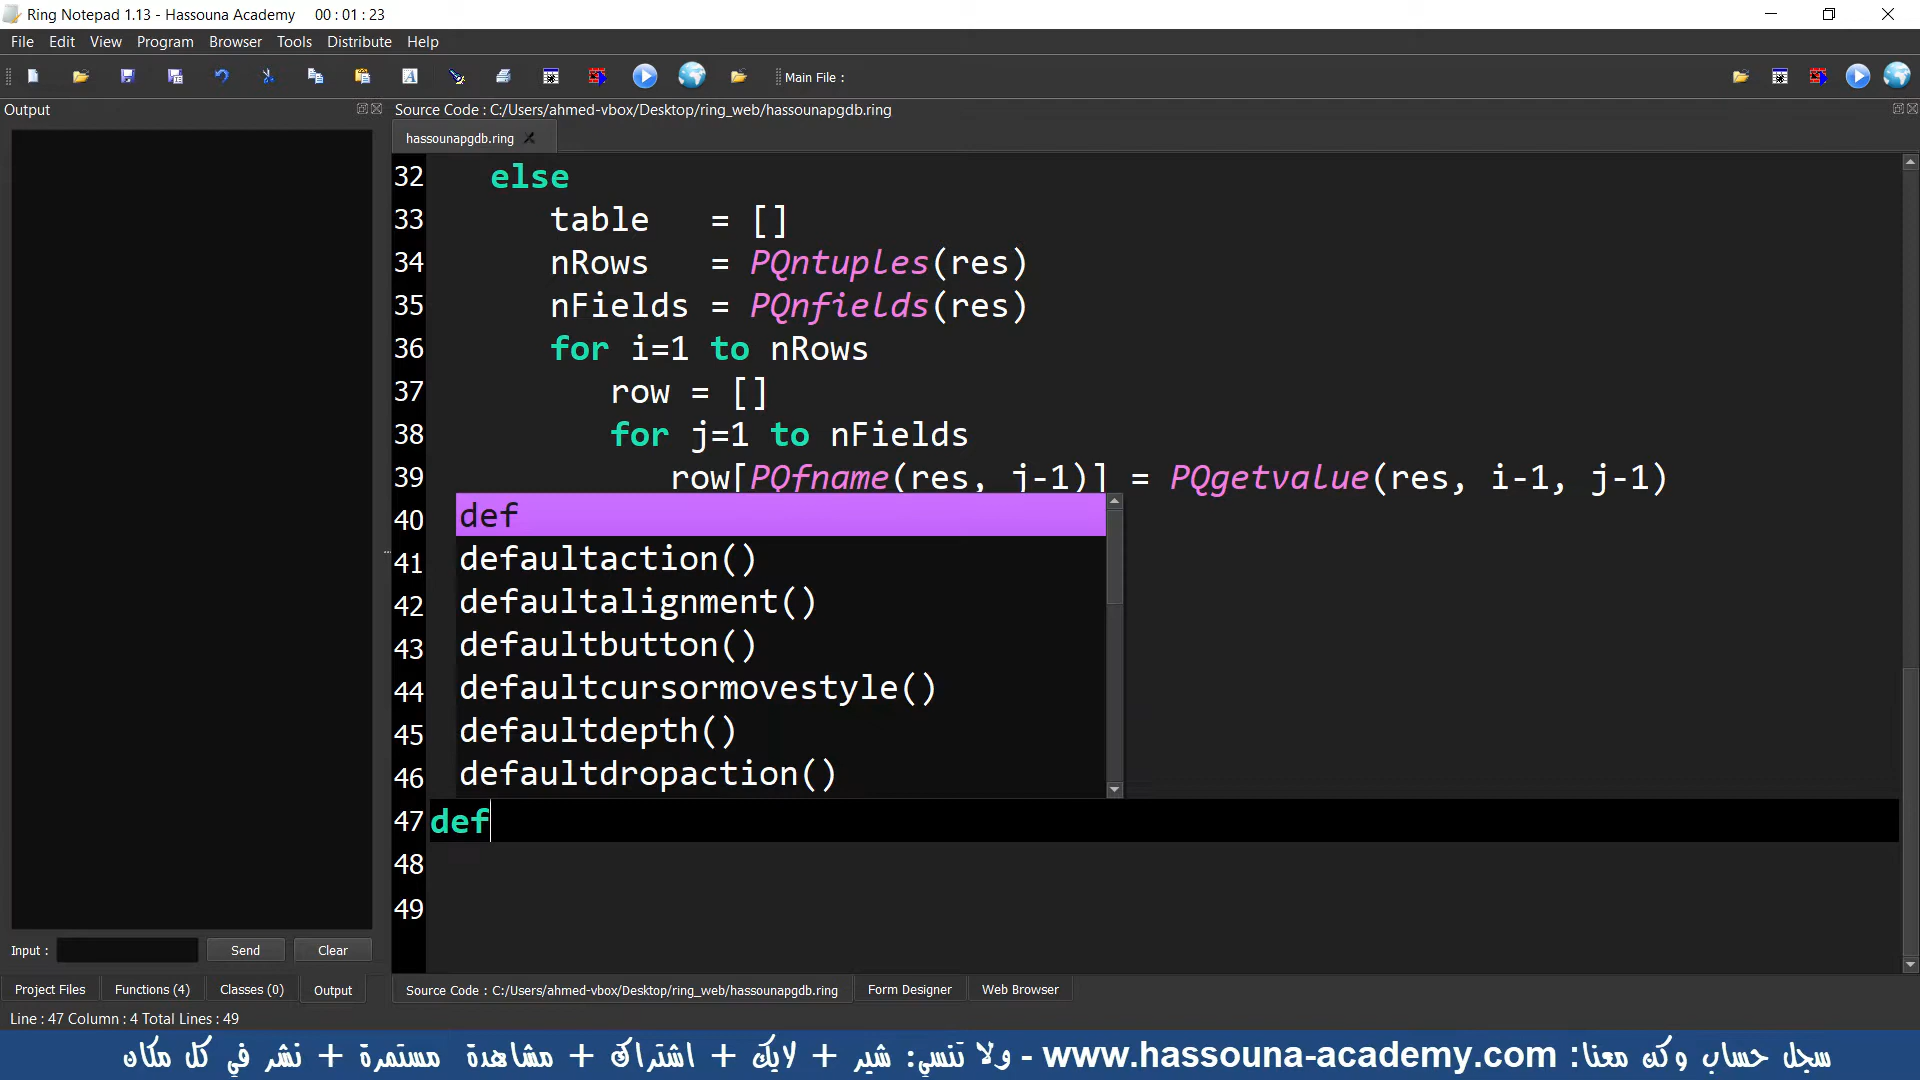 Ring Notepad 1.13 - Hassouna Academy 00 : 01 : 23
File Edit View Program Browser Tools Distribute Help
Main File :
Output
Source Code : C:/Users/ahmed-vbox/Desktop/ring_web/hassounapgdb.ring
hassounapgdb.ring
32 else
33 table = []
34 nRows = PQntuples(res)
35 nFields = PQnfields(res)
36 for i=1 to nRows
37 row = []
38 for j=1 to nFields
39 row[PQfname(res, j-1)] = PQgetvalue(res, i-1, j-1)
40 def
41 defaultaction()
42 defaultalignment()
43 defaultbutton()
44 defaultcursormovestyle()
45 defaultdepth()
46 defaultdropaction()
47 def
48
49
Input : Send Clear
Project Files Functions (4) Classes (0) Output
Source Code : C:/Users/ahmed-vbox/Desktop/ring_web/hassounapgdb.ring Form Designer Web Browser
Line : 47 Column : 4 Total Lines : 49
سجل حساب وكن معنا: www.hassouna-academy.com - ولا تنسي: شير + لايك + اشتراك + مشاهدة مستمرة + نشر في كل مكان